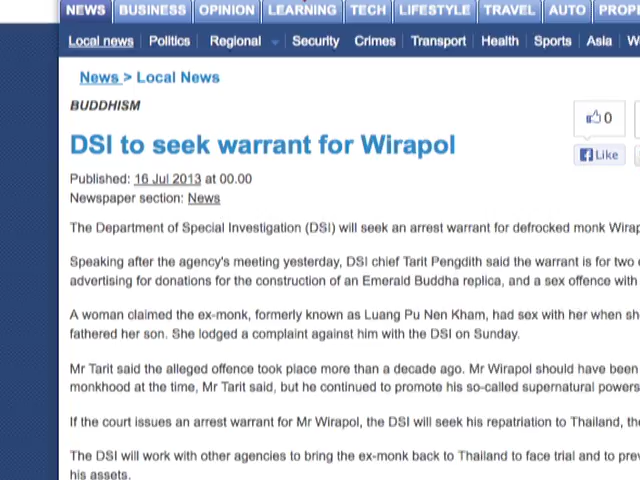 NEWS BUSINESS OPINION LEARNING TECH LIFESTYLE TRAVEL AUTO
Local news Politics Regional Security Crimes Transport Health Sports Asia
News > Local News
BUDDHISM
0
DSI to seek warrant for Wirapol
Like
Published: 16 Jul 2013 at 00.00
Newspaper section: News
The Department of Special Investigation (DSI) will seek an arrest warrant for defrocked monk
Speaking after the agency's meeting yesterday, DSI chief Tarit Pengdith said the warrant is for two
advertising for donations for the construction of an Emerald Buddha replica, and a sex offence with
A woman claimed the ex-monk, formerly known as Luang Pu Nen Kham, had sex with her when
fathered her son. She lodged a complaint against him with the DSI on Sunday.
Mr Tarit said the alleged offence took place more than a decade ago. Mr Wirapol should have been
monkhood at the time, Mr Tarit said, but he continued to promote his so-called supernatural powers
If the court issues an arrest warrant for Mr Wirapol, the DSI will seek his repatriation to Thailand,
The DSI will work with other agencies to bring the ex-monk back to Thailand to face trial and to
his assets.